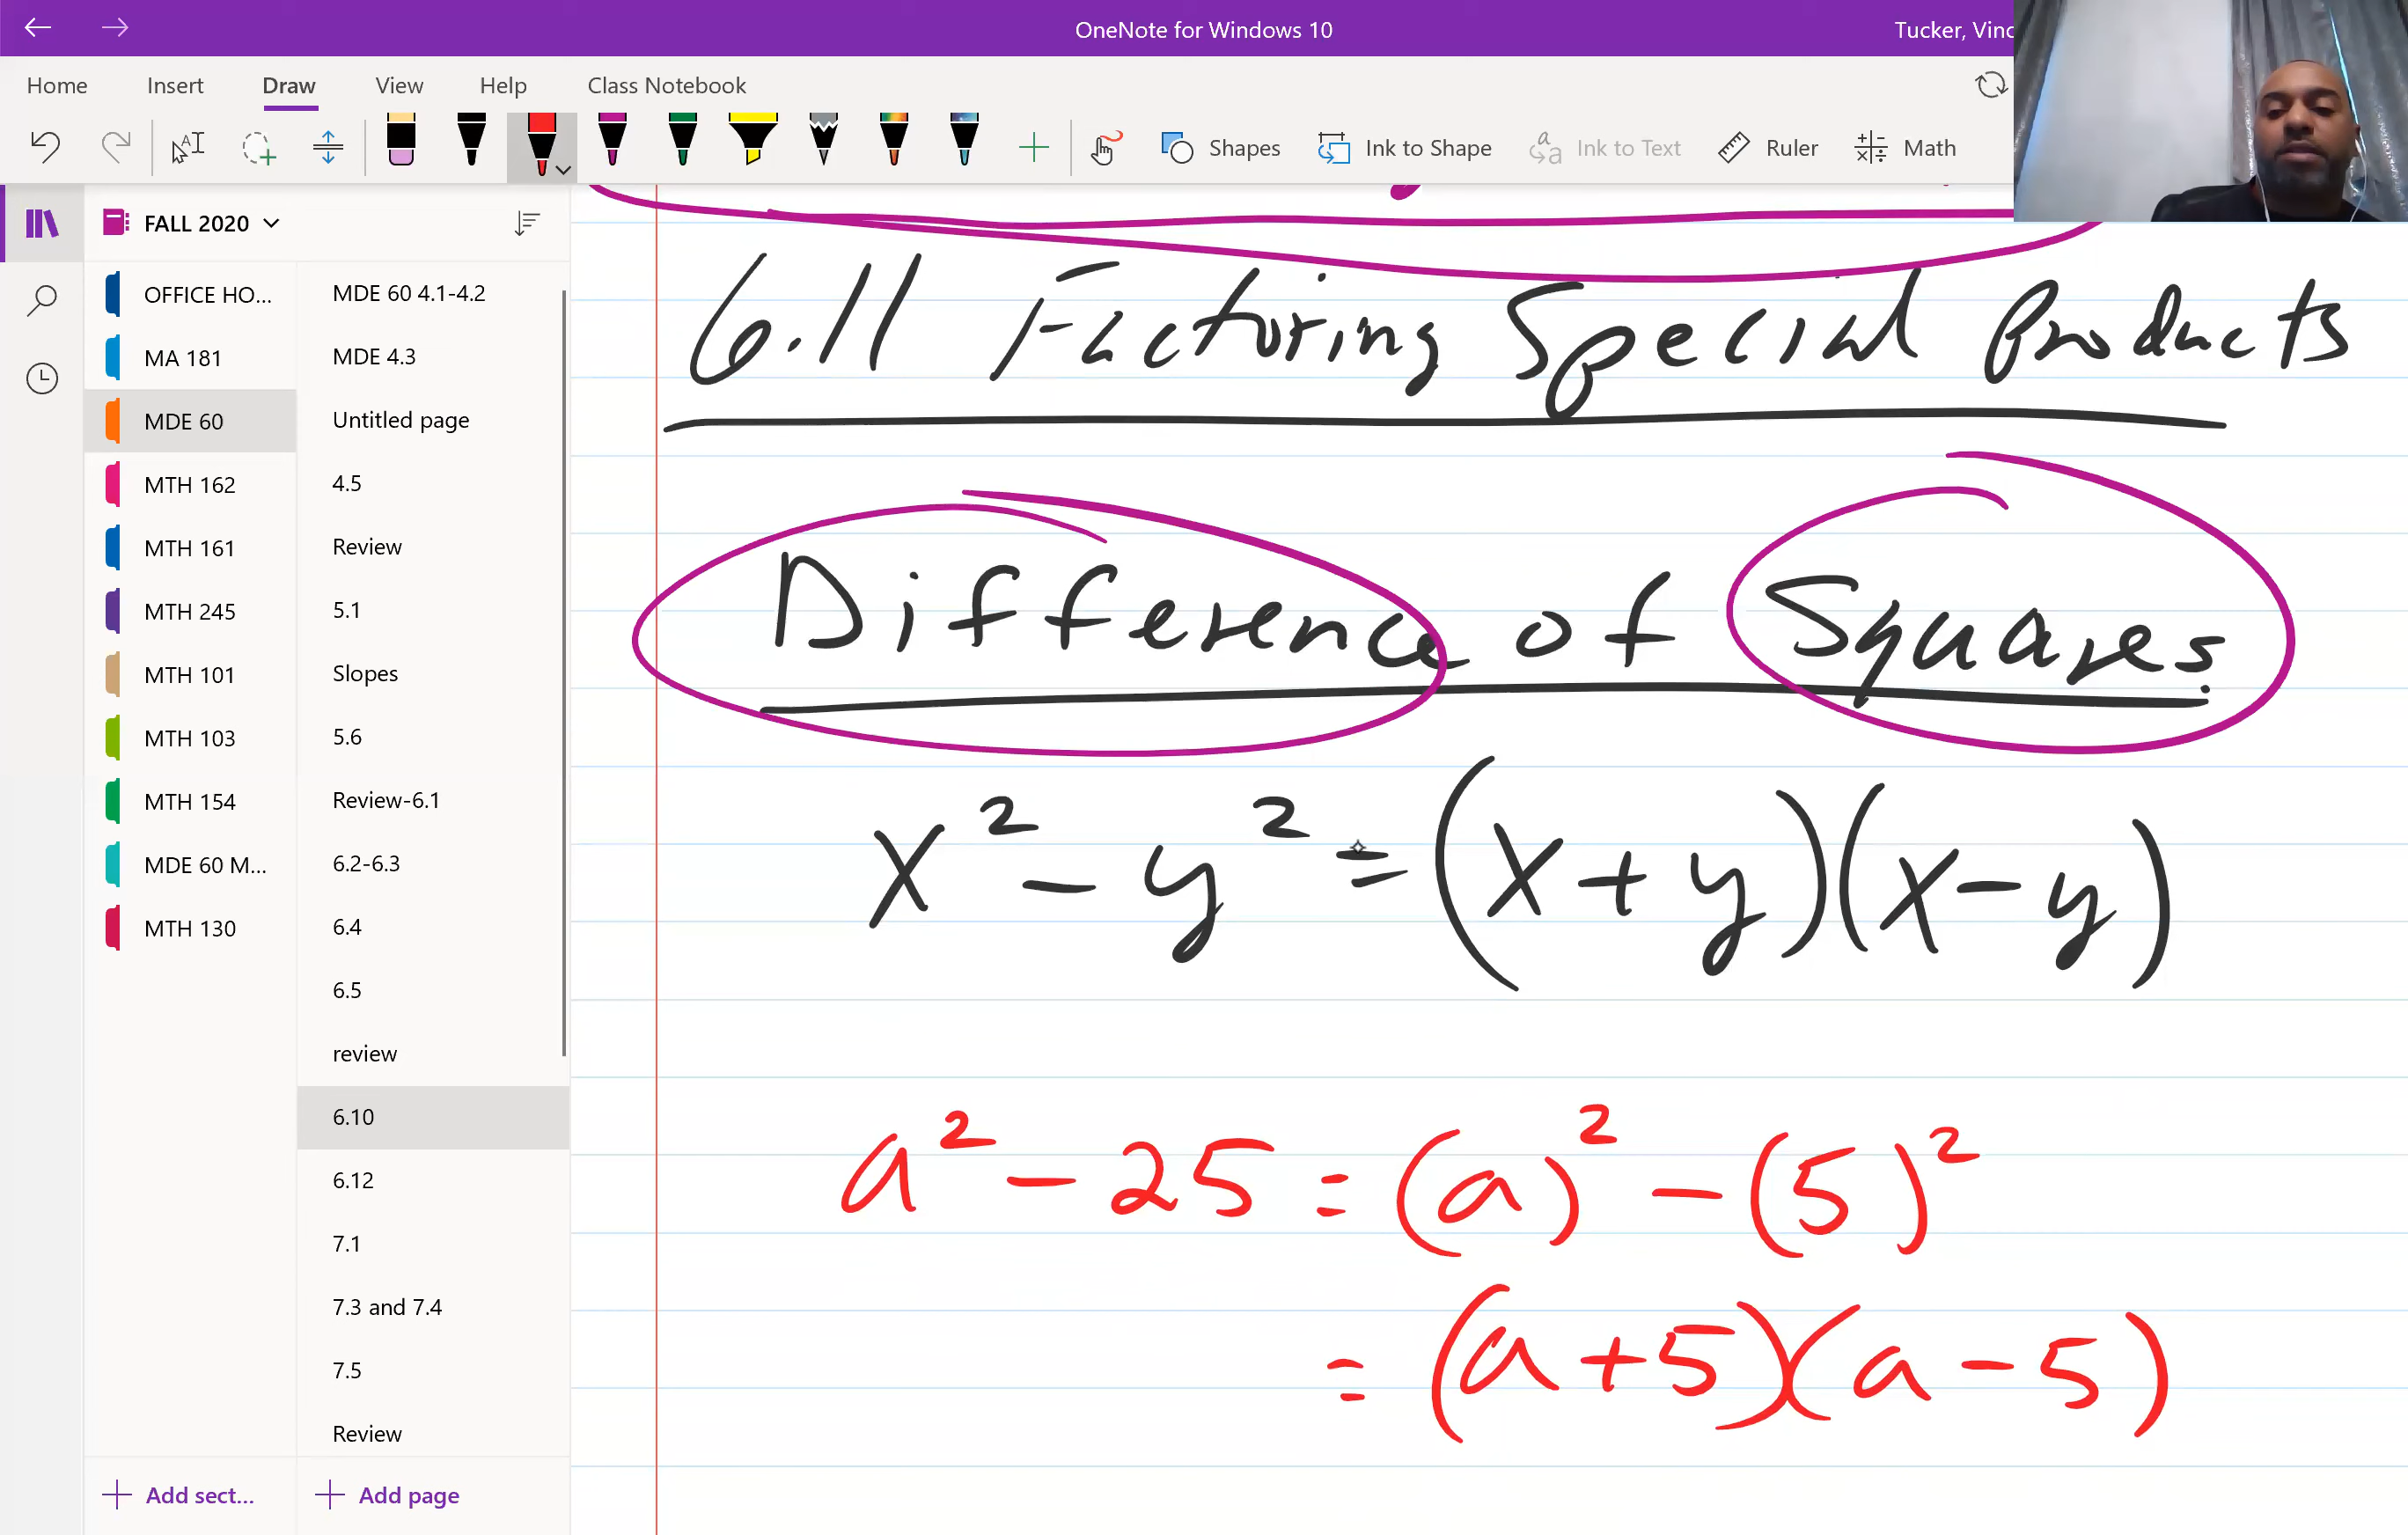 OneNote for Windows 10
Tucker, Vinc
Home Insert Draw View Help Class Notebook
Shapes Ink to Shape Ink to Text Ruler Math
FALL 2020
OFFICE HO...
MA 181
MDE 60
MTH 162
MTH 161
MTH 245
MTH 101
MTH 103
MTH 154
MDE 60 M...
MTH 130
Add sect...
MDE 60 4.1-4.2
MDE 4.3
Untitled page
4.5
Review
5.1
Slopes
5.6
Review-6.1
6.2-6.3
6.4
6.5
review
6.10
6.12
7.1
7.3 and 7.4
7.5
Review
Add page
6.11 Factoring Special Products
Difference of Squares
x² - y² = (x + y)(x - y)
a² - 25 = (a)² - (5)²
= (a + 5)(a - 5)